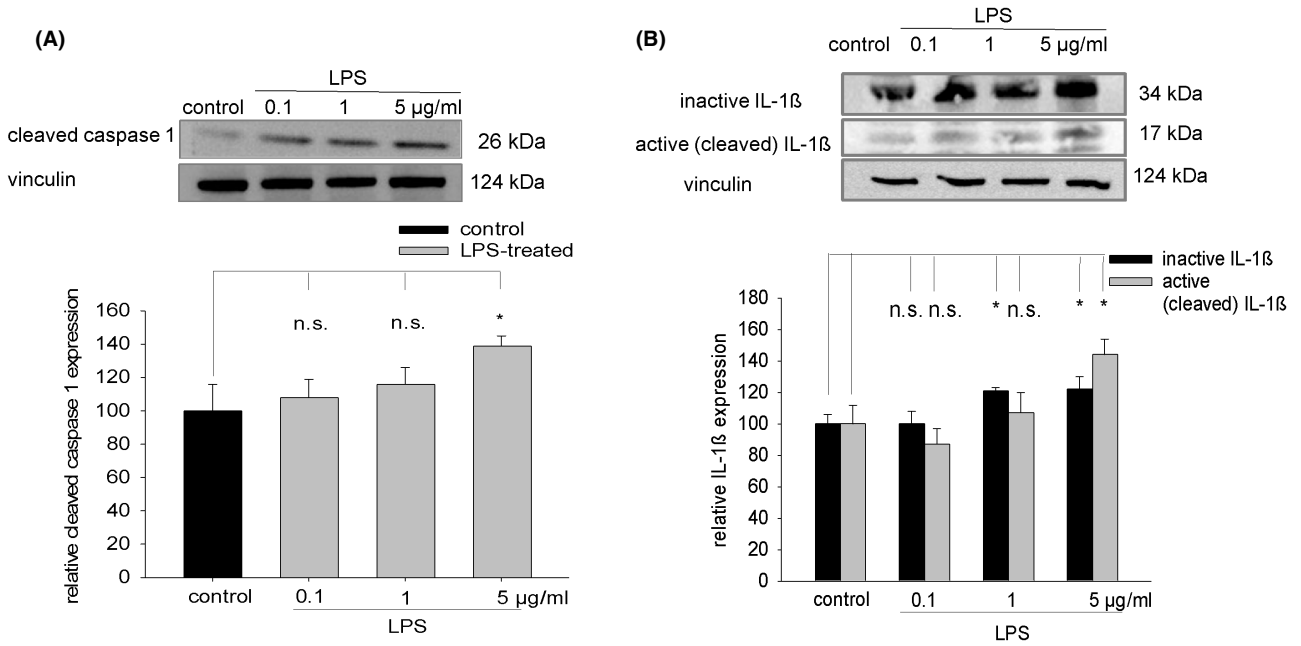 (A)
LPS
control 0.1 1 5 µg/ml
cleaved caspase 1 26 kDa
vinculin 124 kDa
control
LPS-treated
n.s. n.s. *
160
140
120
100
80
60
40
20
0
relative cleaved caspase 1 expression
control 0.1 1 5 µg/ml
LPS
(B)
LPS
control 0.1 1 5 µg/ml
inactive IL-1ß 34 kDa
active (cleaved) IL-1ß 17 kDa
vinculin 124 kDa
inactive IL-1ß
active
(cleaved) IL-1ß
n.s. n.s. * n.s. * *
180
160
140
120
100
80
60
40
20
0
relative IL-1ß expression
control 0.1 1 5 µg/ml
LPS